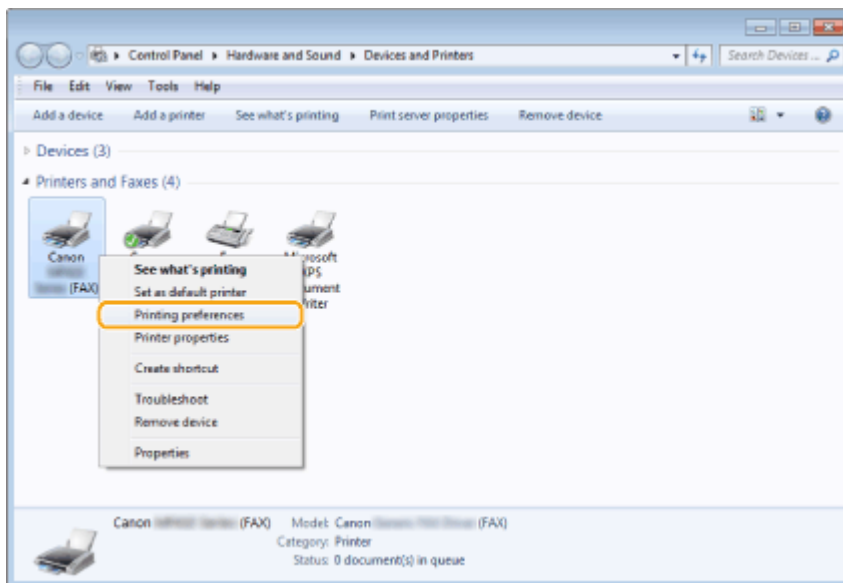 Control Panel ▸ Hardware and Sound ▸ Devices and Printers
Search Devices ...
File Edit View Tools Help
Add a device Add a printer See what's printing Print server properties Remove device
Devices (3)
Printers and Faxes (4)
Canon
(FAX)
See what's printing
Set as default printer
Printing preferences
Printer properties
Create shortcut
Troubleshoot
Remove device
Properties
Canon (FAX) Model: Canon (FAX)
Category: Printer
Status: 0 document(s) in queue